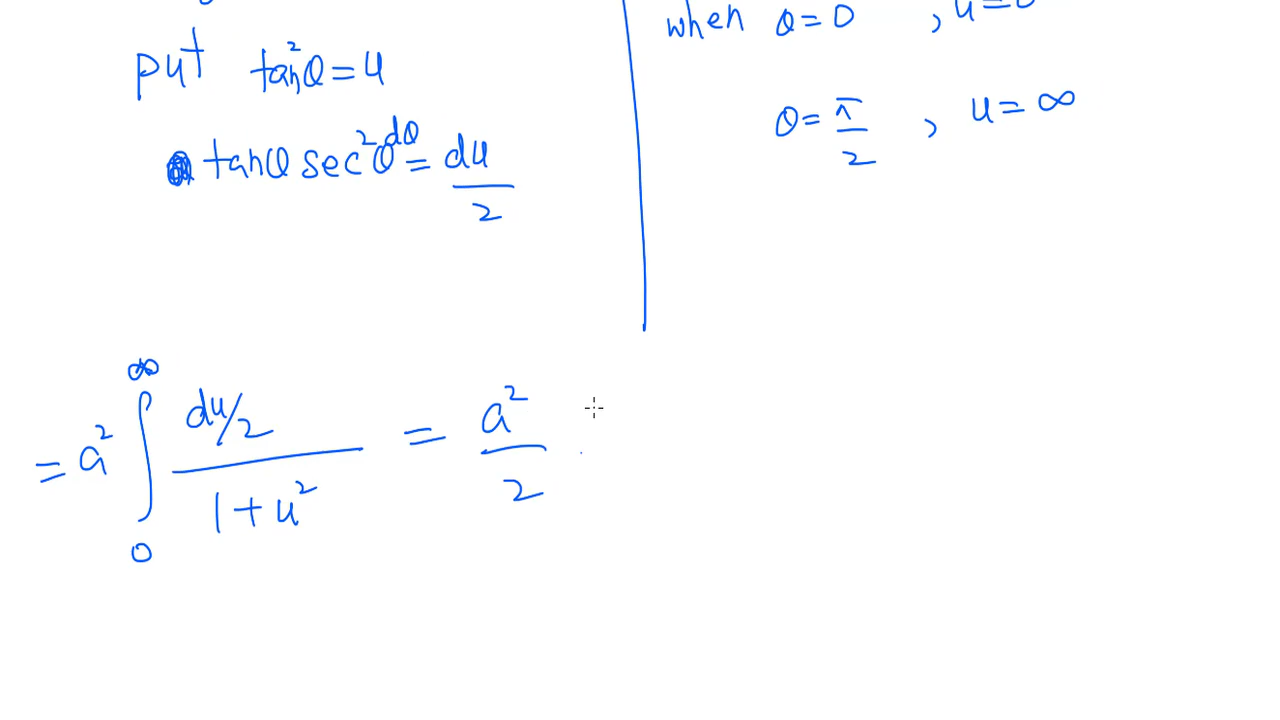 put tan²θ = u
tanθ sec²θ dθ = du/2
when θ = 0 , u = 0
θ = π/2 , u = ∞
= a² ∫₀^∞ (du/2)/(1 + u²) = a²/2